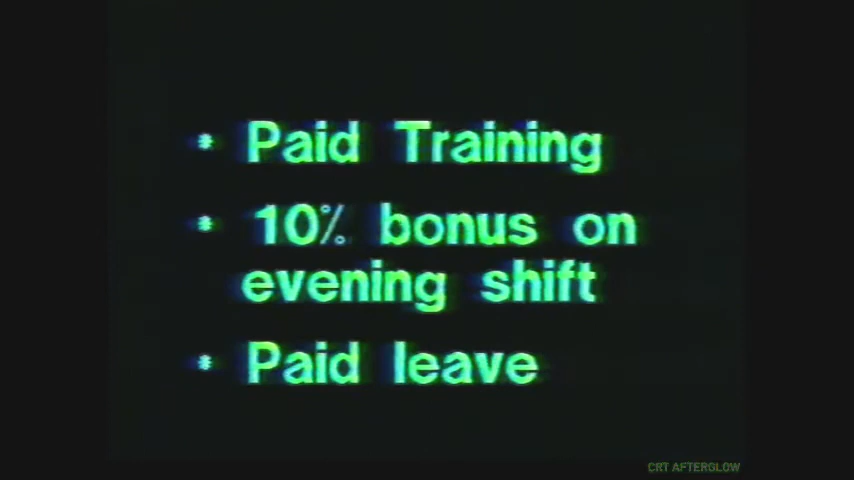 * Paid Training
* 10% bonus on
evening shift
* Paid leave
CRT AFTERGLOW